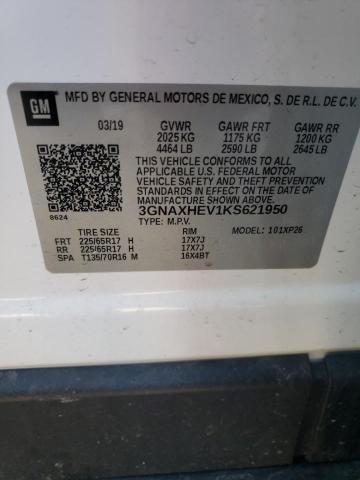 GM
MFD BY GENERAL MOTORS DE MEXICO, S. DE R.L. DE C.V.
03/19 GVWR GAWR FRT GAWR RR
2025 KG 1175 KG 1200 KG
4464 LB 2590 LB 2645 LB
THIS VEHICLE CONFORMS TO ALL
APPLICABLE U.S. FEDERAL MOTOR
VEHICLE SAFETY, BUMPER, AND THEFT
PREVENTION STANDARDS IN EFFECT ON THE
DATE OF MANUFACTURE SHOWN ABOVE.
8624 3GNAXHEV1KS621950
TYPE: M.P.V.
TIRE SIZE RIM MODEL: 101XP26
FRT 225/65R17 H 17X7J
RR 225/65R17 H 17X7J
SPA T135/70R16 M 16X4BT